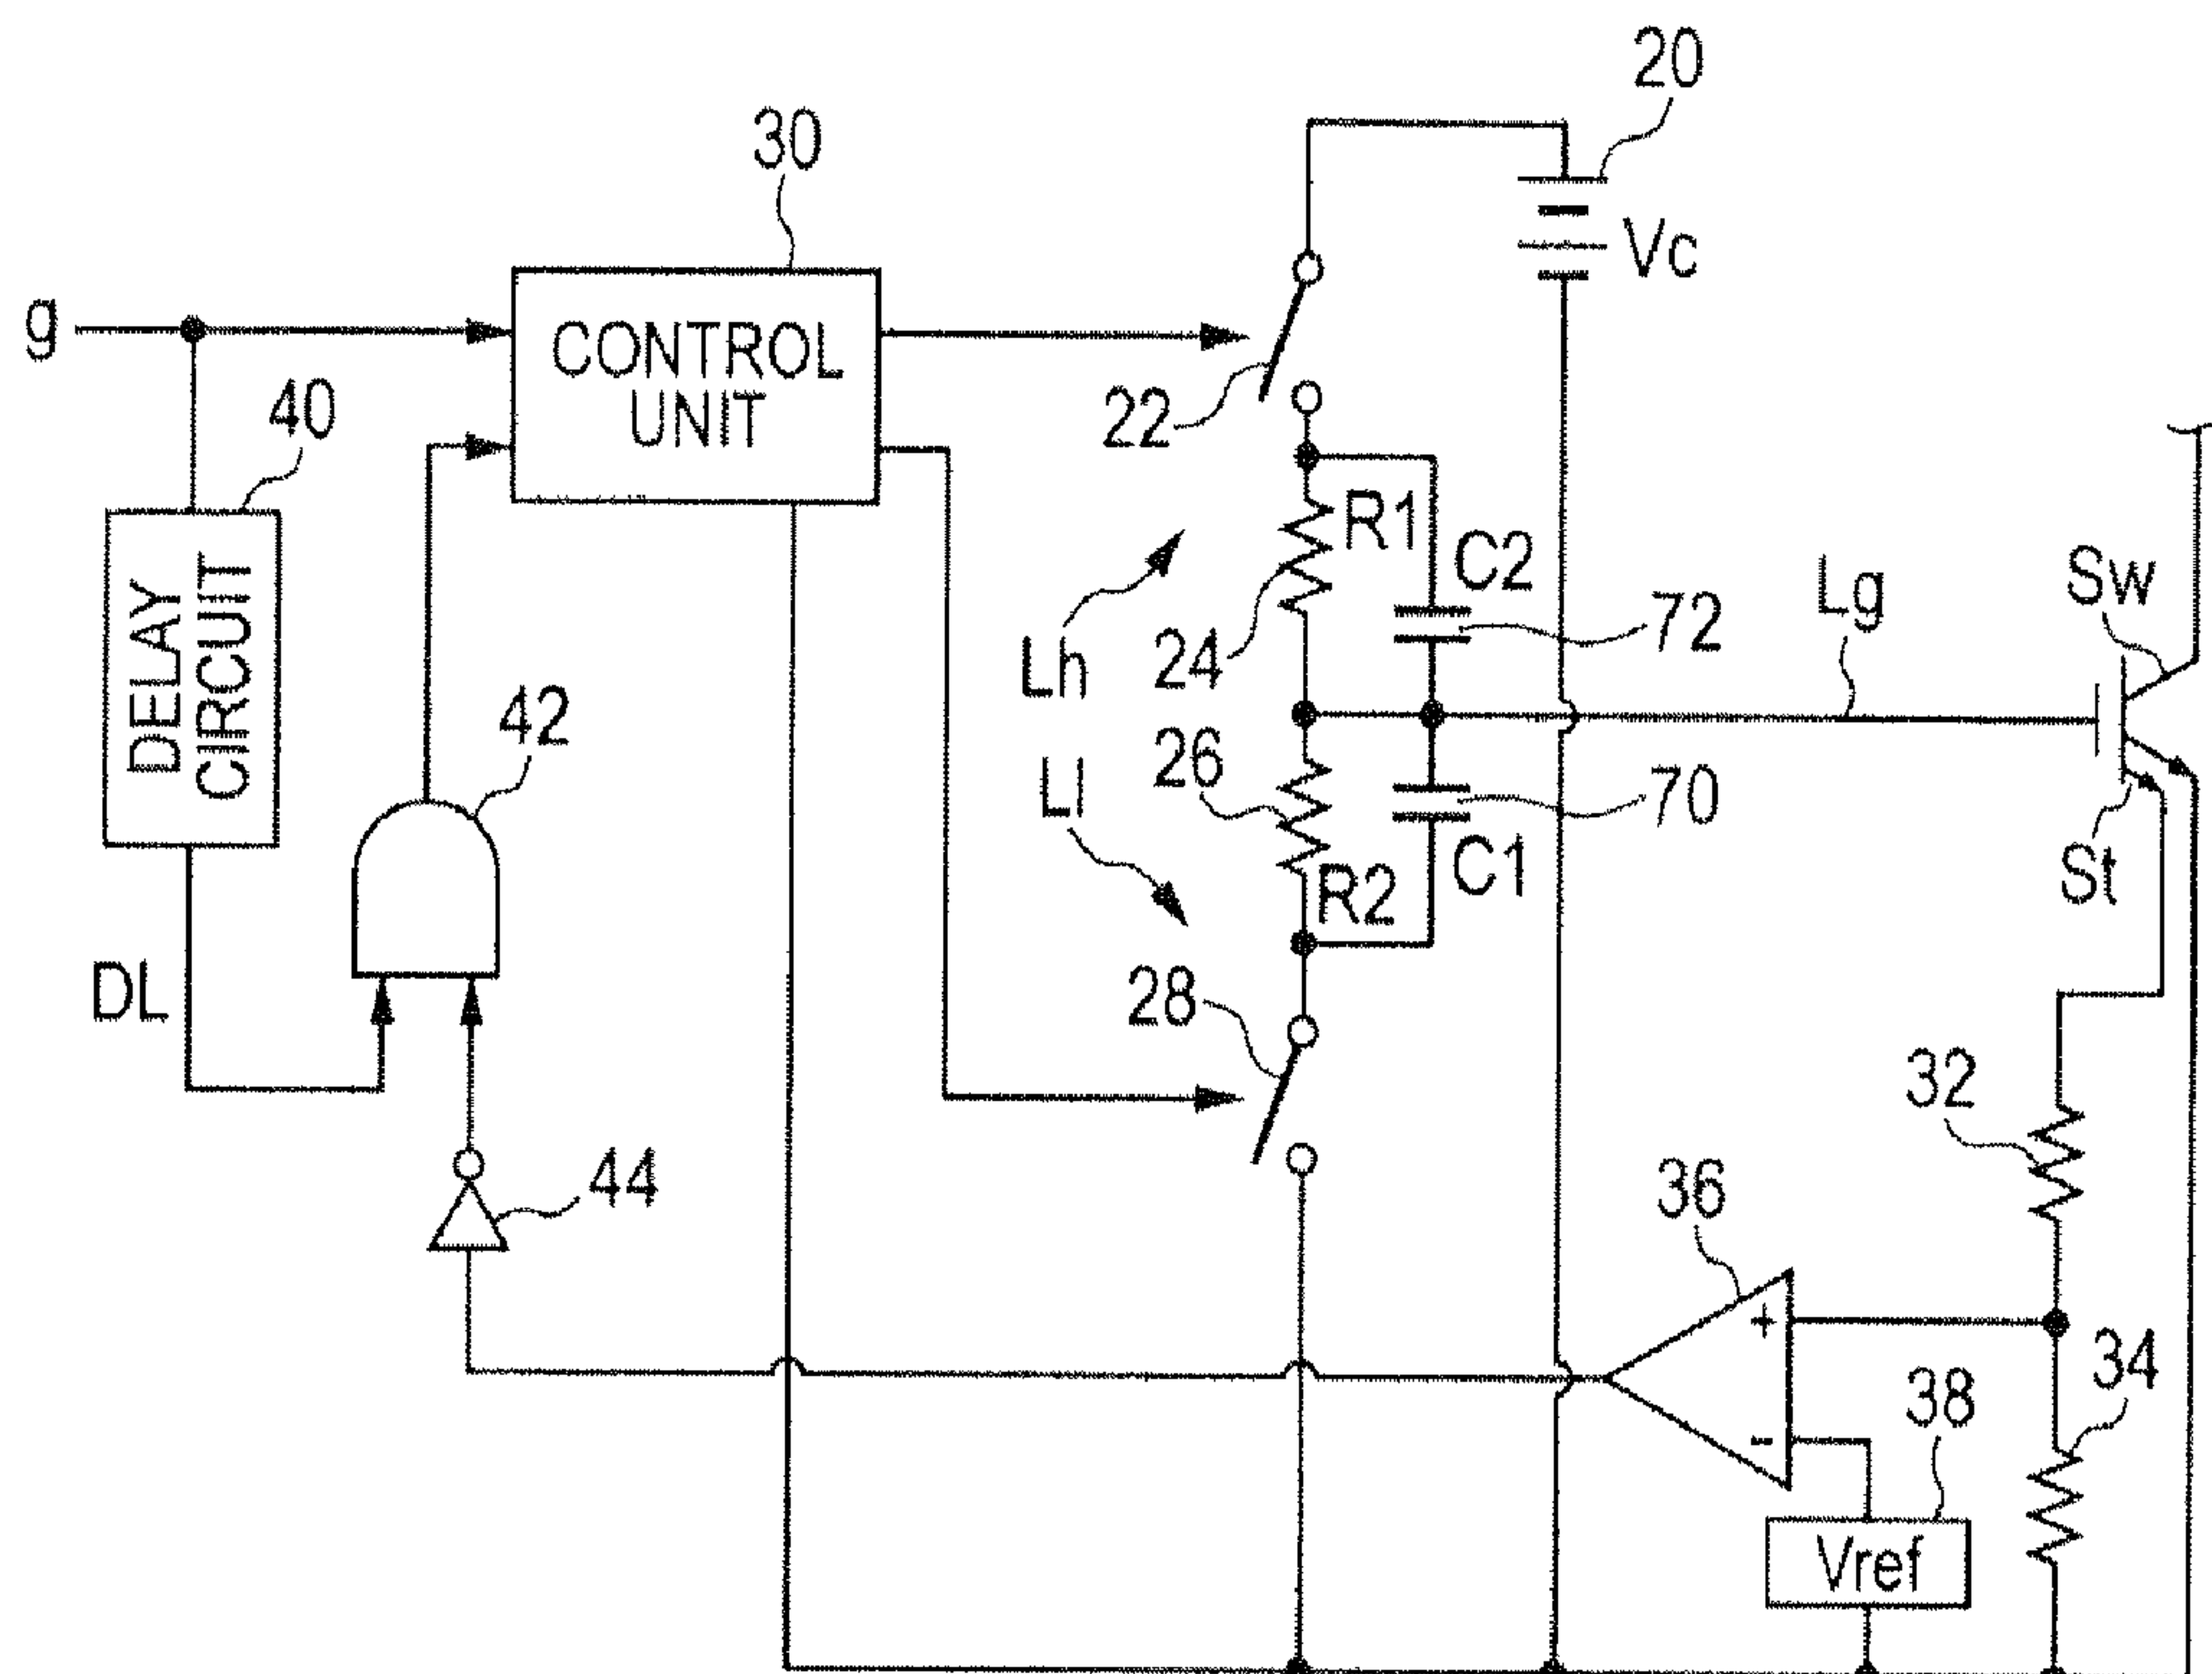 20
30
Vc
g
CONTROL
UNIT
40
22
R1
C2
DELAY
CIRCUIT
Lh
24
72
Lg
Sw
42
26
Ll
70
St
R2
C1
DL
28
32
44
36
+
34
38
-
Vref